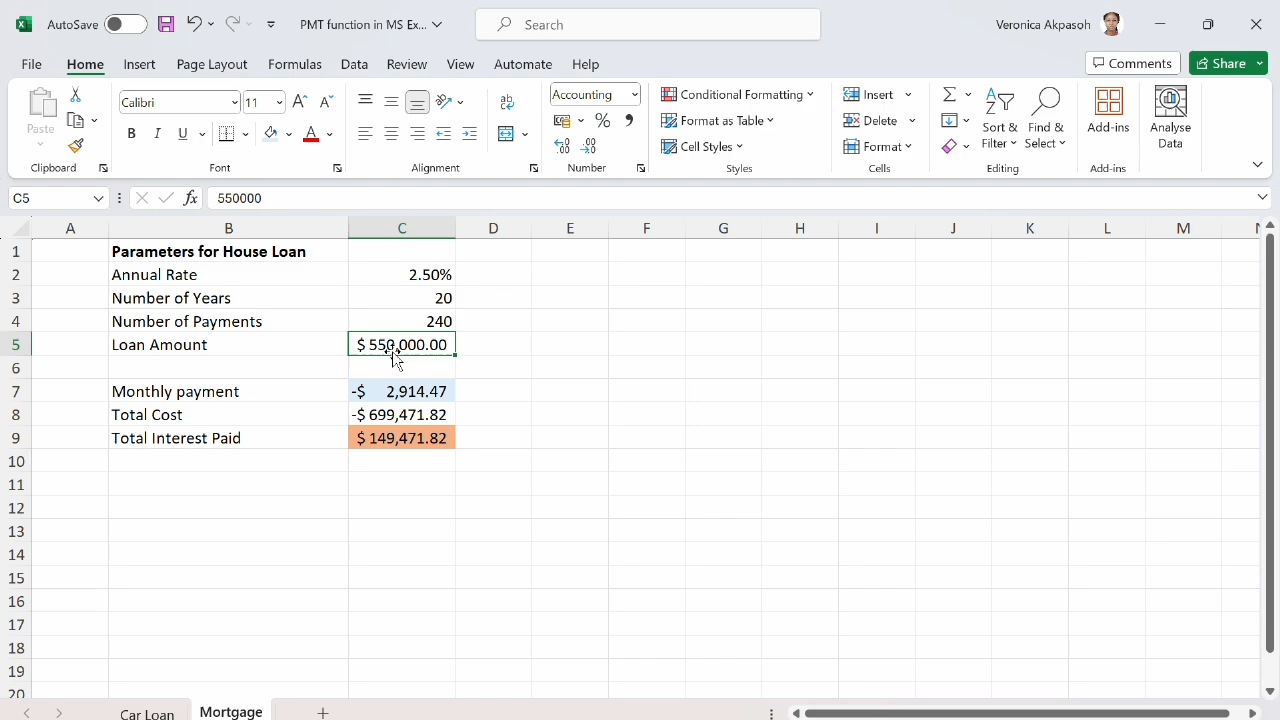 AutoSave PMT function in MS Ex... Search Veronica Akpasoh
File Home Insert Page Layout Formulas Data Review View Automate Help Comments Share
Paste Calibri 11 Accounting Conditional Formatting Insert Sort & Find & Add-ins Analyse
B I U A % , Format as Table Delete Filter Select Data
Cell Styles Format
Clipboard Font Alignment Number Styles Cells Editing Add-ins
C5 fx 550000
A B C D E F G H I J K L M
1 Parameters for House Loan
2 Annual Rate 2.50%
3 Number of Years 20
4 Number of Payments 240
5 Loan Amount $ 550,000.00
6
7 Monthly payment -$ 2,914.47
8 Total Cost -$ 699,471.82
9 Total Interest Paid $ 149,471.82
10
11
12
13
14
15
16
17
18
19
20
Car Loan Mortgage